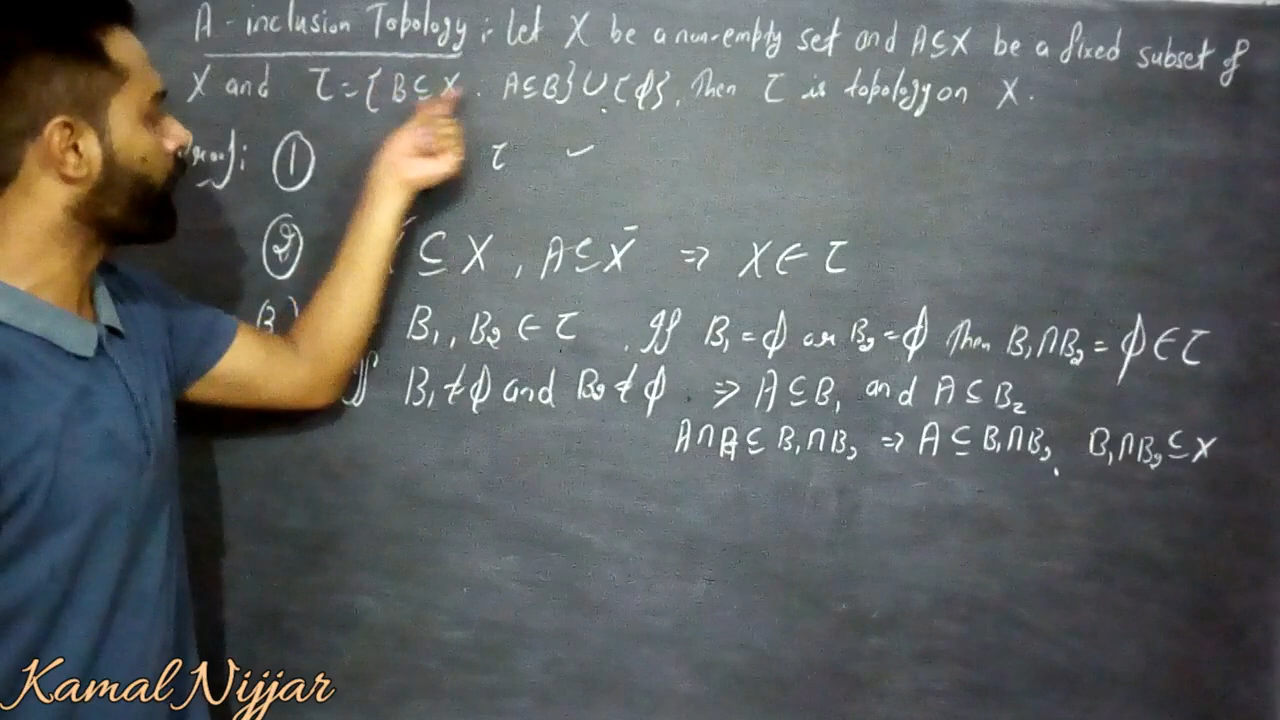 A-inclusion Topology : Let X be a non-empty set and A⊆X be a fixed subset of
X and τ={B⊆X. A⊆B}∪{ϕ}, Then τ is topology on X.
① τ ✓
② ⊆ X, A⊆X ⇒ X∈τ
B₁, B₂ ∈ τ . If B₁=ϕ or B₂=ϕ Then B₁∩B₂ = ϕ∈τ
If B₁≠ϕ and B₂≠ϕ ⇒ A⊆B₁ and A⊆B₂
A∩A⊆B₁∩B₂ ⇒ A⊆B₁∩B₂, B₁∩B₂⊆X
Kamal Nijjar